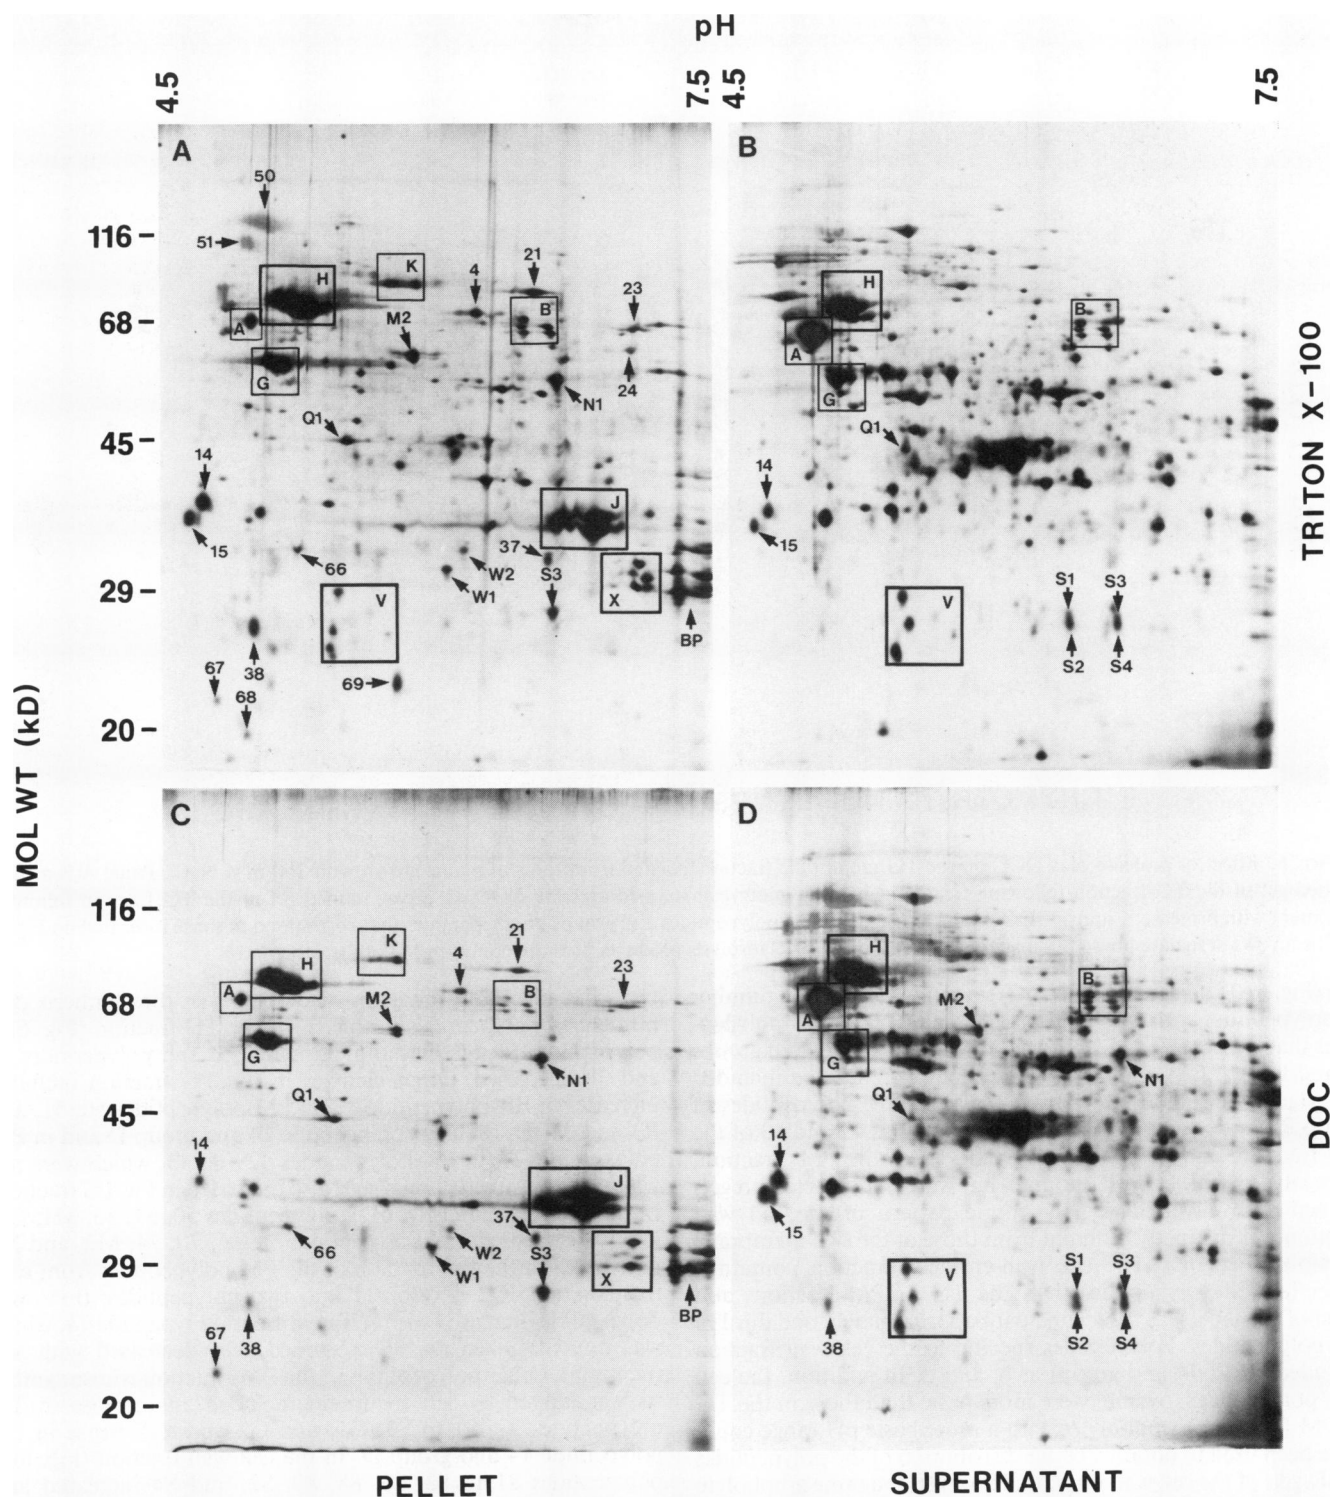 pH
4.5
7.5
4.5
7.5
A
50
116
51
H
K
4
21
23
68
A
M2
B
G
24
N1
Q1
45
14
J
15
66
37
W2
S3
W1
X
29
V
BP
38
67
68
69
20
B
H
B
A
G
Q1
14
15
V
S1
S3
S2
S4
TRITON X-100
MOL WT (kD)
C
116
K
H
4
21
23
68
A
M2
B
G
N1
Q1
45
14
J
37
66
W2
S3
W1
X
29
BP
38
67
20
D
H
M2
B
A
G
N1
Q1
14
15
V
S1
S3
38
S2
S4
DOC
PELLET
SUPERNATANT